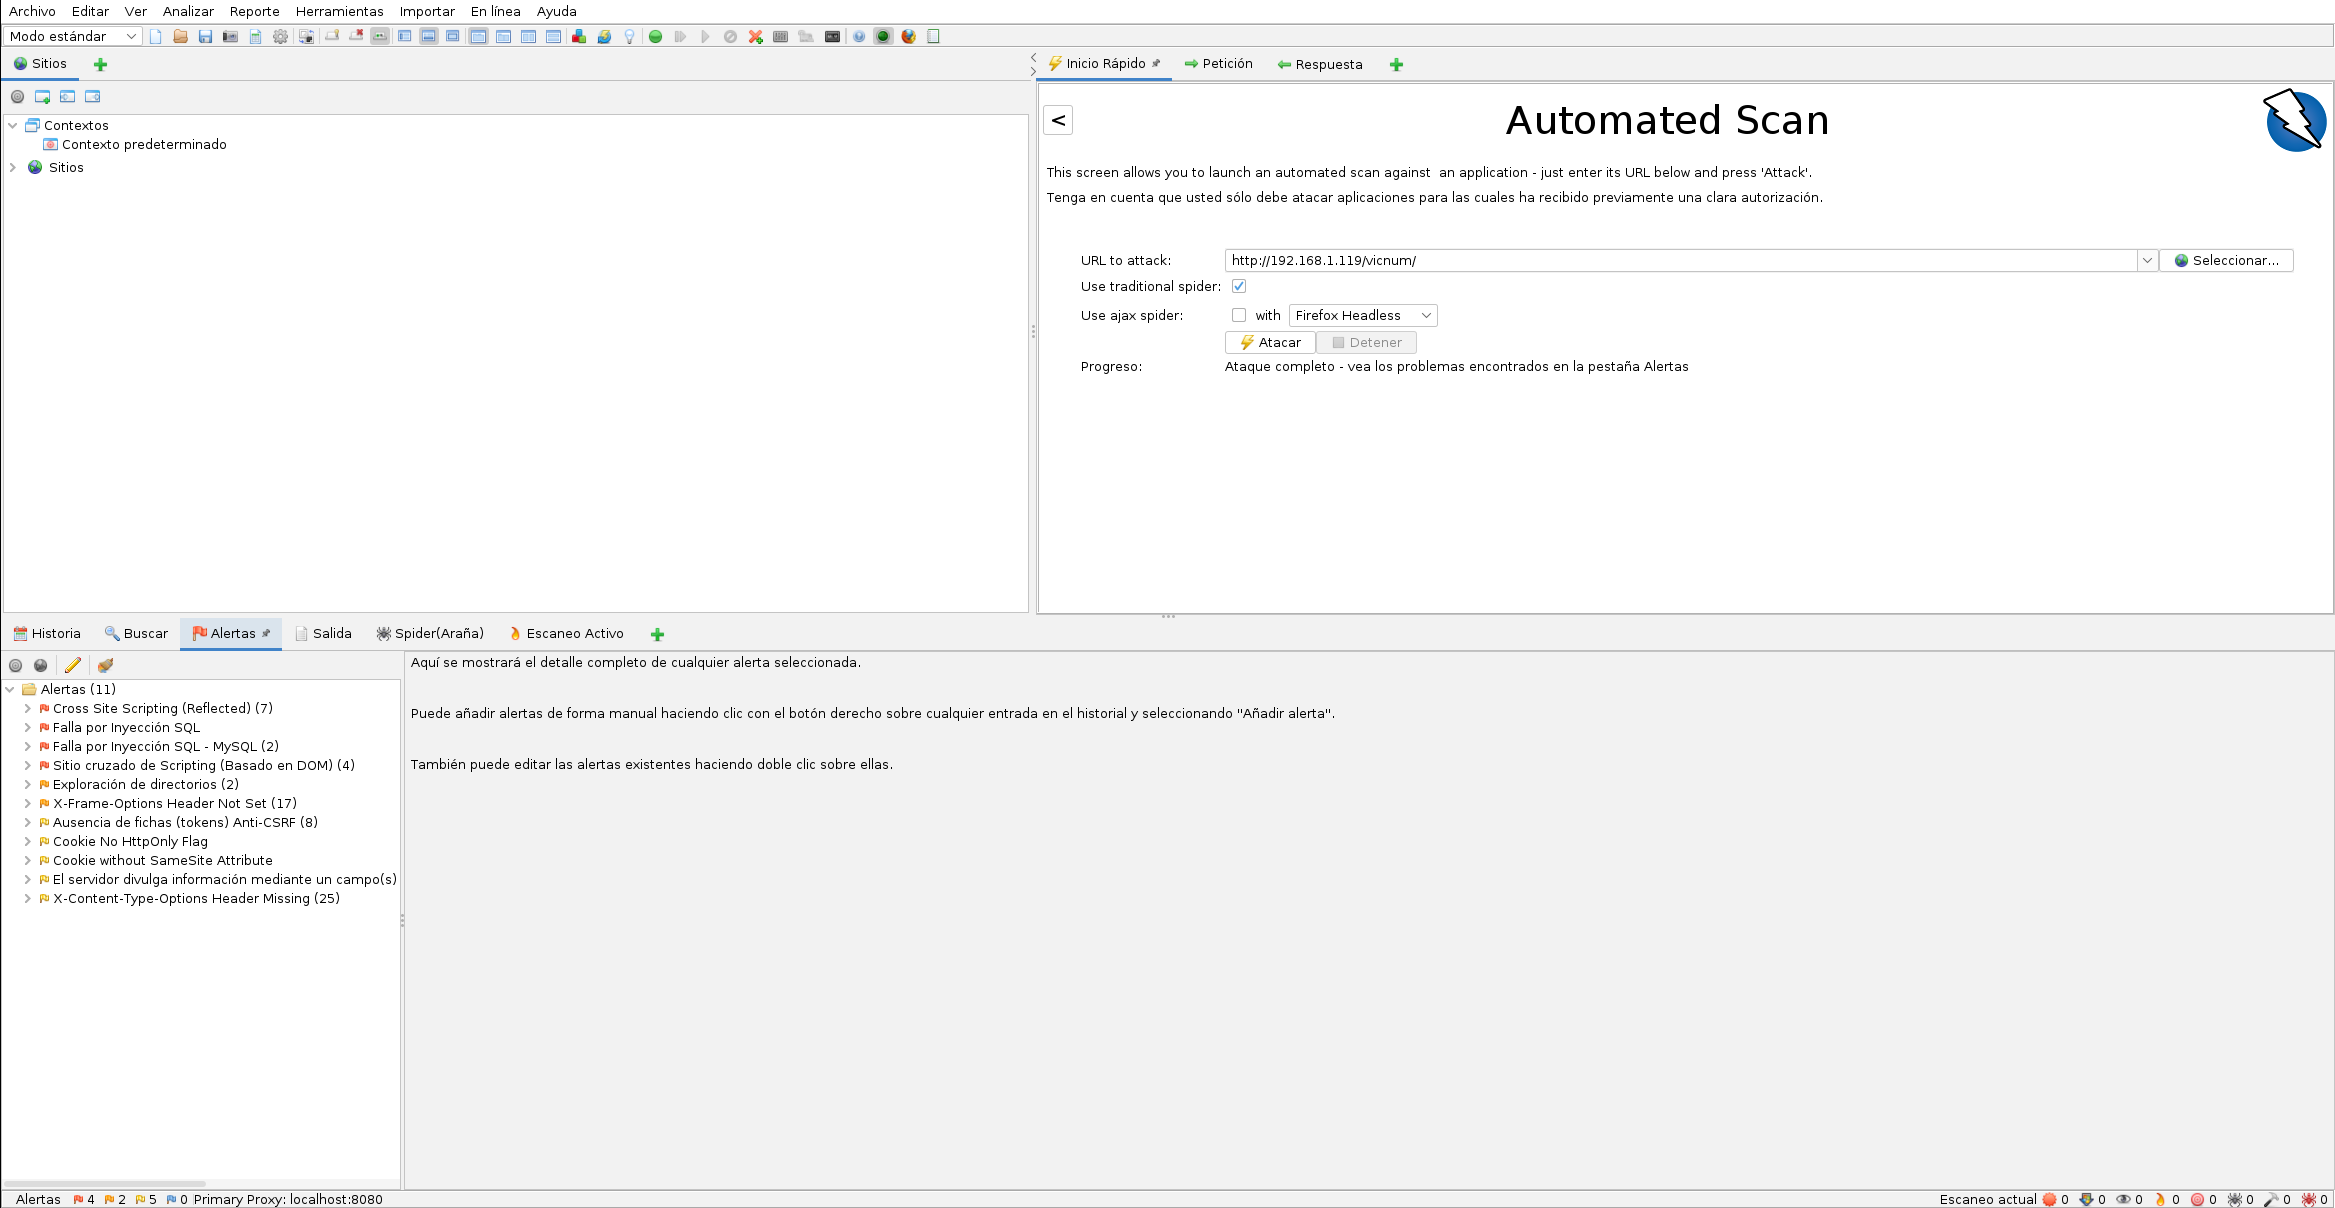 Archivo Editar Ver Analizar Reporte Herramientas Importar En línea Ayuda
Modo estándar
Sitios
Contextos
Contexto predeterminado
Sitios
Inicio Rápido Petición Respuesta
<
Automated Scan
This screen allows you to launch an automated scan against  an application - just enter its URL below and press 'Attack'.
Tenga en cuenta que usted sólo debe atacar aplicaciones para las cuales ha recibido previamente una clara autorización.
URL to attack: http://192.168.1.119/vicnum/ Seleccionar...
Use traditional spider:
Use ajax spider: with Firefox Headless
Atacar Detener
Progreso: Ataque completo - vea los problemas encontrados en la pestaña Alertas
Historia Buscar Alertas Salida Spider(Araña) Escaneo Activo
Alertas (11)
Cross Site Scripting (Reflected) (7)
Falla por Inyección SQL
Falla por Inyección SQL - MySQL (2)
Sitio cruzado de Scripting (Basado en DOM) (4)
Exploración de directorios (2)
X-Frame-Options Header Not Set (17)
Ausencia de fichas (tokens) Anti-CSRF (8)
Cookie No HttpOnly Flag
Cookie without SameSite Attribute
El servidor divulga información mediante un campo(s)
X-Content-Type-Options Header Missing (25)
Aquí se mostrará el detalle completo de cualquier alerta seleccionada.
Puede añadir alertas de forma manual haciendo clic con el botón derecho sobre cualquier entrada en el historial y seleccionando "Añadir alerta".
También puede editar las alertas existentes haciendo doble clic sobre ellas.
Alertas 4 2 5 0 Primary Proxy: localhost:8080
Escaneo actual 0 0 0 0 0 0 0 0